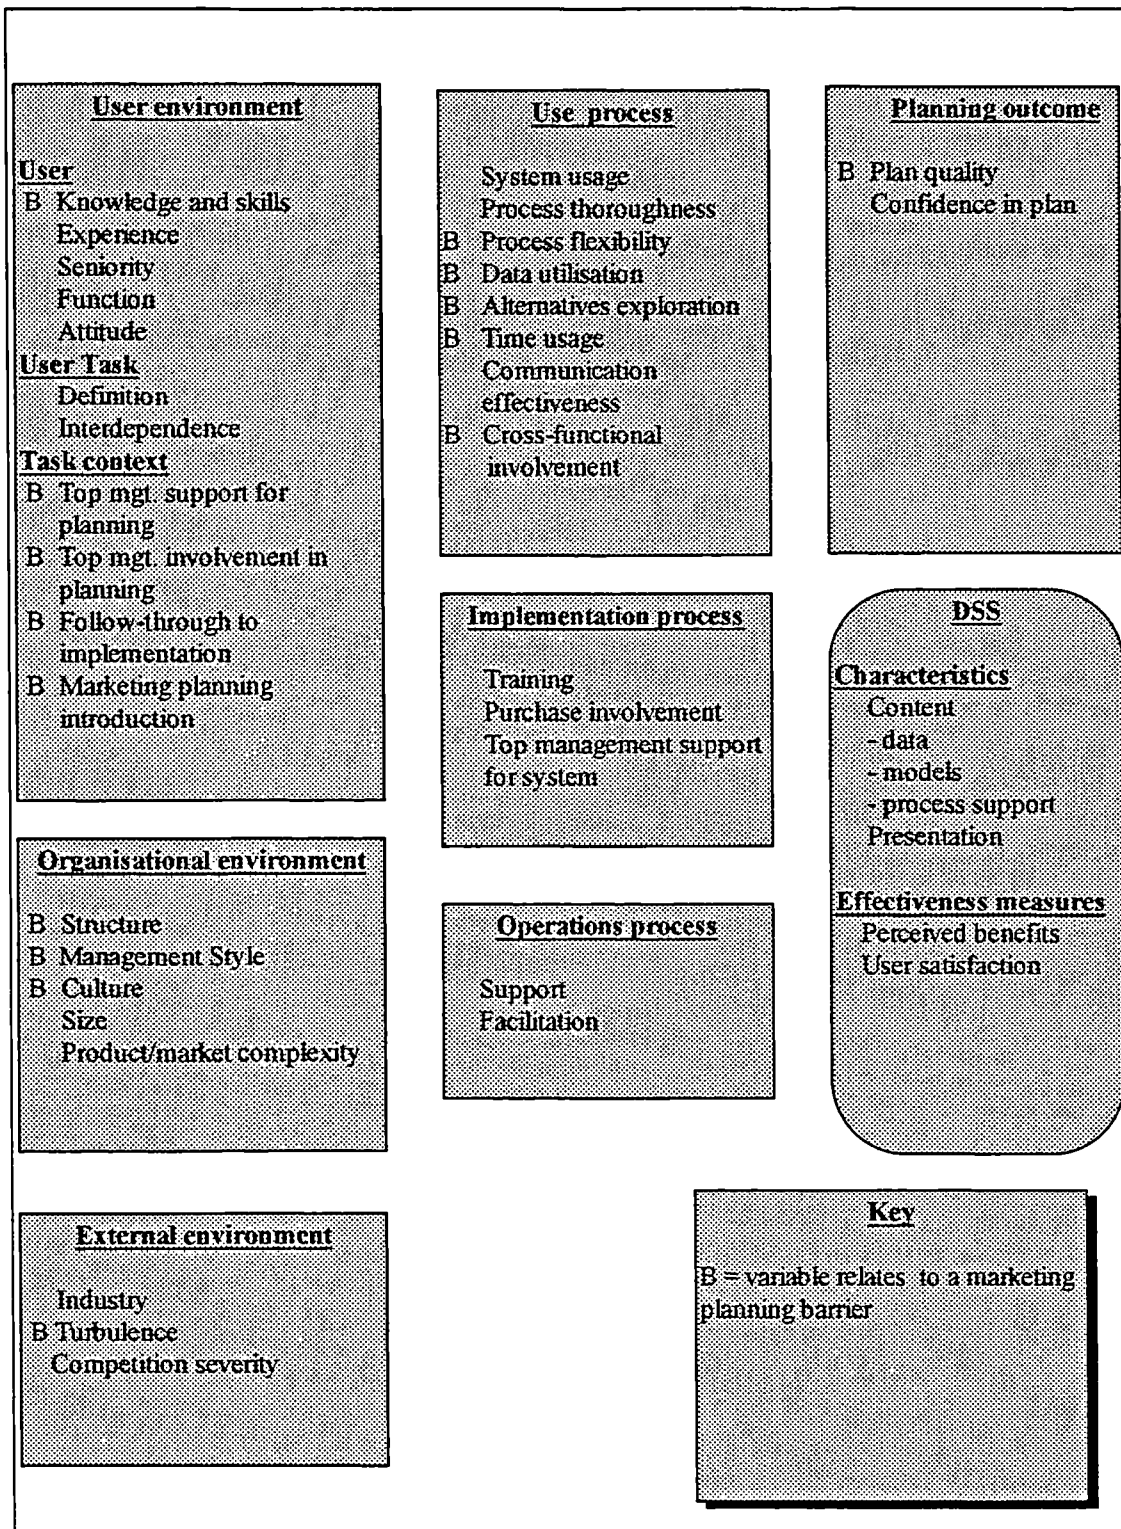 User environment
User
B Knowledge and skills
Experience
Seniority
Function
Attitude
User Task
Definition
Interdependence
Task context
B Top mgt. support for
planning
B Top mgt. involvement in
planning
B Follow-through to
implementation
B Marketing planning
introduction
Organisational environment
B Structure
B Management Style
B Culture
Size
Product/market complexity
External environment
Industry
B Turbulence
Competition severity
Use process
System usage
Process thoroughness
B Process flexibility
B Data utilisation
B Alternatives exploration
B Time usage
Communication
effectiveness
B Cross-functional
involvement
Implementation process
Training
Purchase involvement
Top management support
for system
Operations process
Support
Facilitation
Planning outcome
B Plan quality
Confidence in plan
DSS
Characteristics
Content
- data
- models
- process support
Presentation
Effectiveness measures
Perceived benefits
User satisfaction
Key
B = variable relates to a marketing
planning barrier